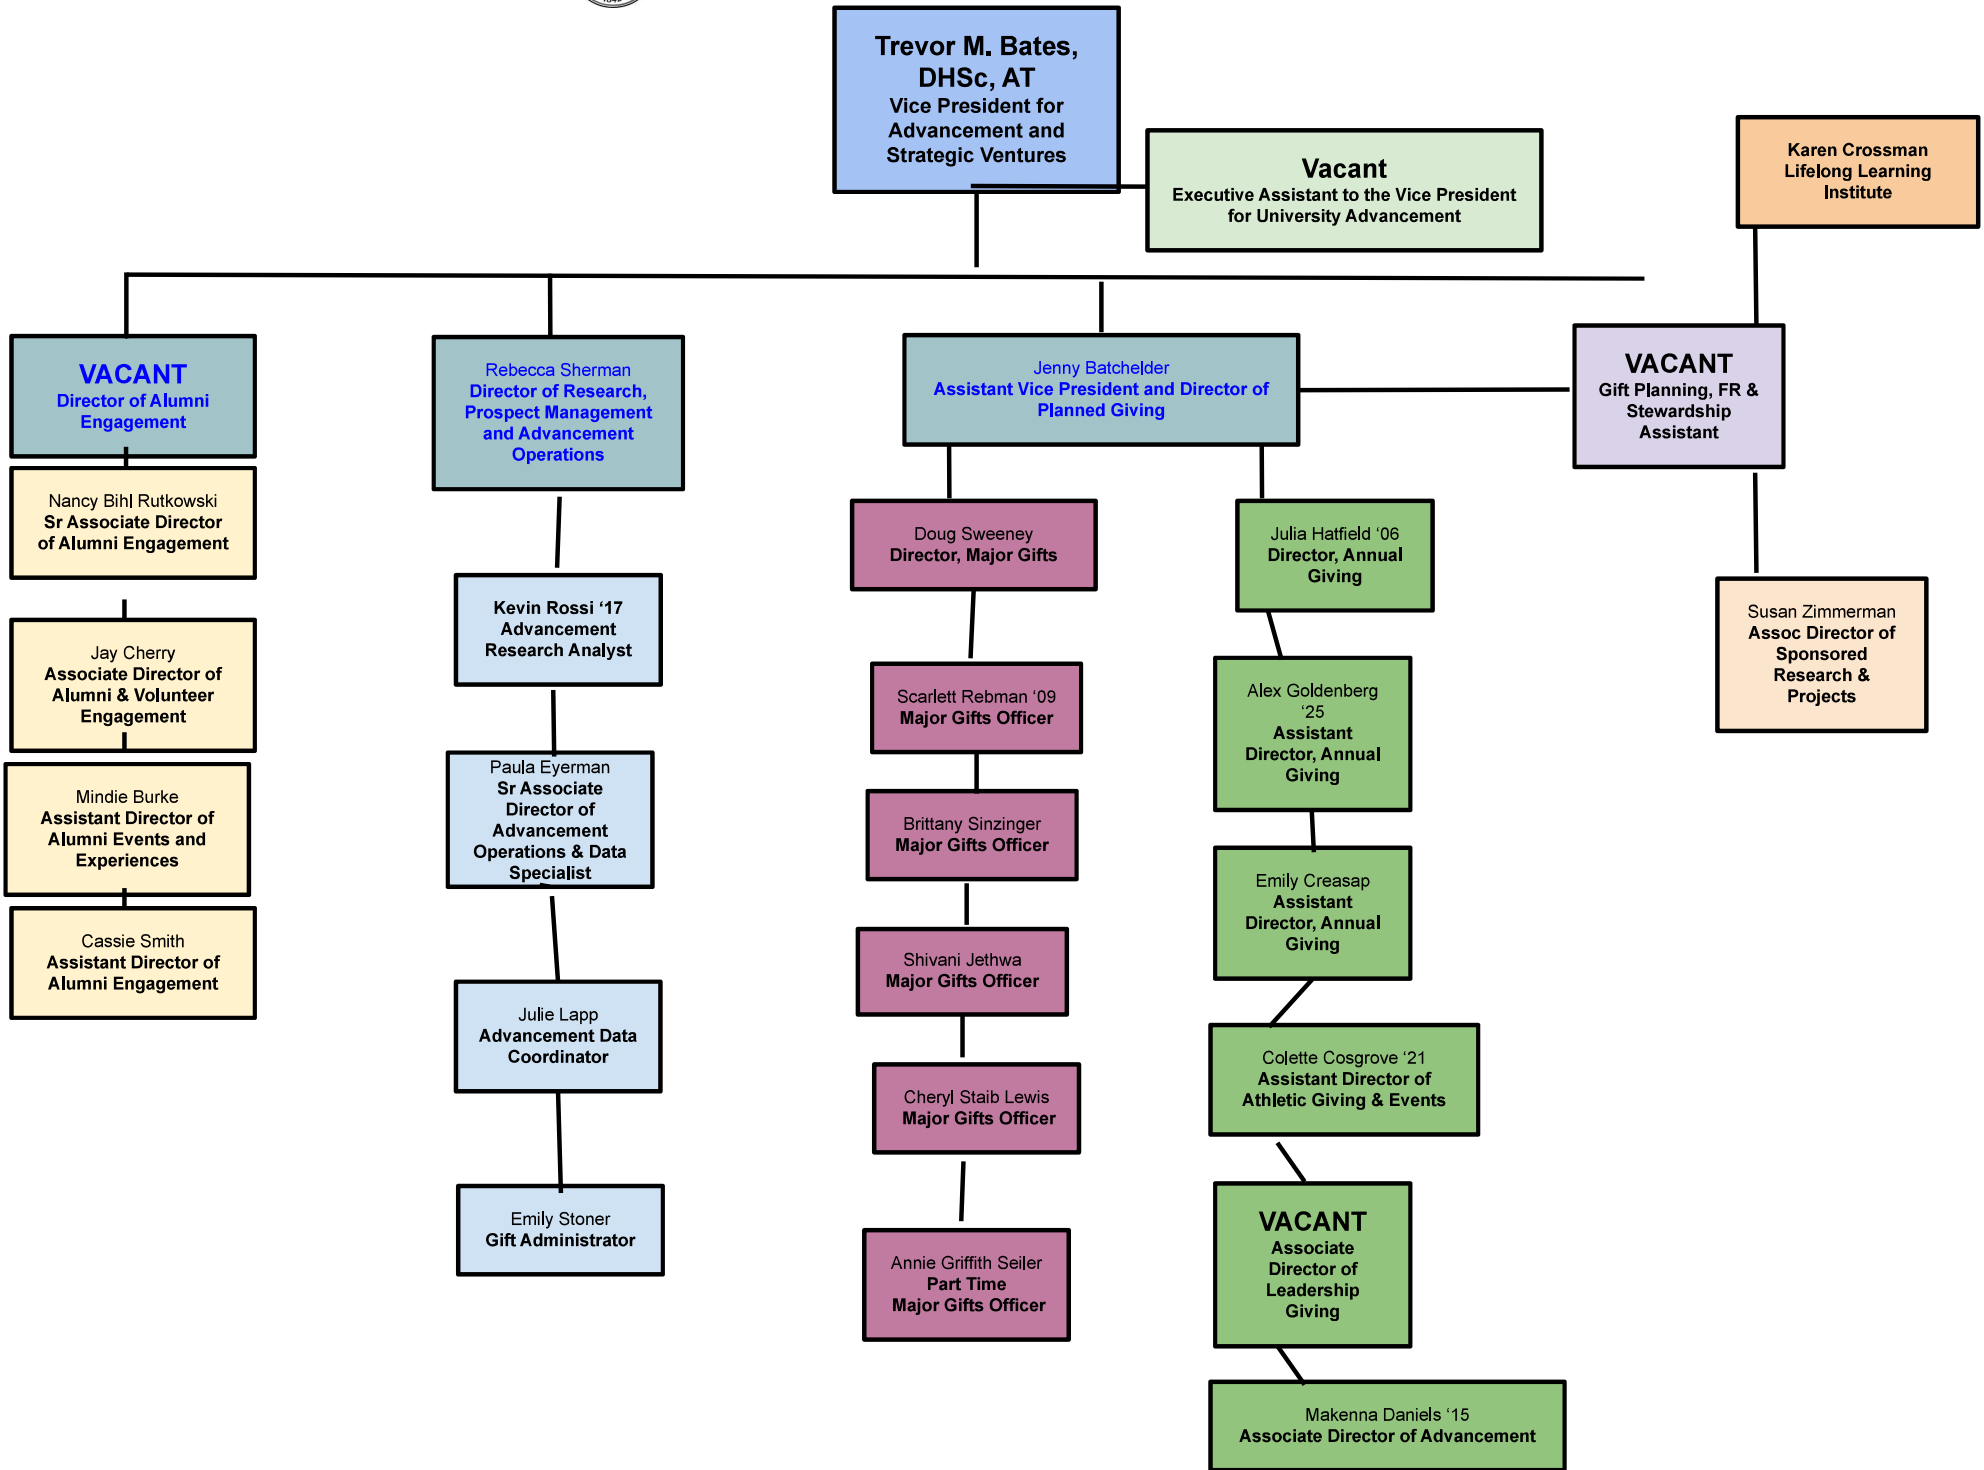 Trevor M. Bates,
DHSc, AT
Vice President for
Advancement and
Strategic Ventures
Vacant
Executive Assistant to the Vice President
for University Advancement
Karen Crossman
Lifelong Learning
Institute
VACANT
Director of Alumni
Engagement
Rebecca Sherman
Director of Research,
Prospect Management
and Advancement
Operations
Jenny Batchelder
Assistant Vice President and Director of
Planned Giving
VACANT
Gift Planning, FR &
Stewardship
Assistant
Nancy Bihl Rutkowski
Sr Associate Director
of Alumni Engagement
Jay Cherry
Associate Director of
Alumni & Volunteer
Engagement
Mindie Burke
Assistant Director of
Alumni Events and
Experiences
Cassie Smith
Assistant Director of
Alumni Engagement
Kevin Rossi ‘17
Advancement
Research Analyst
Paula Eyerman
Sr Associate
Director of
Advancement
Operations & Data
Specialist
Julie Lapp
Advancement Data
Coordinator
Emily Stoner
Gift Administrator
Doug Sweeney
Director, Major Gifts
Scarlett Rebman ‘09
Major Gifts Officer
Brittany Sinzinger
Major Gifts Officer
Shivani Jethwa
Major Gifts Officer
Cheryl Staib Lewis
Major Gifts Officer
Annie Griffith Seiler
Part Time
Major Gifts Officer
Julia Hatfield ‘06
Director, Annual
Giving
Alex Goldenberg
‘25
Assistant
Director, Annual
Giving
Emily Creasap
Assistant
Director, Annual
Giving
Colette Cosgrove ‘21
Assistant Director of
Athletic Giving & Events
VACANT
Associate
Director of
Leadership
Giving
Makenna Daniels ‘15
Associate Director of Advancement
Susan Zimmerman
Assoc Director of
Sponsored
Research &
Projects